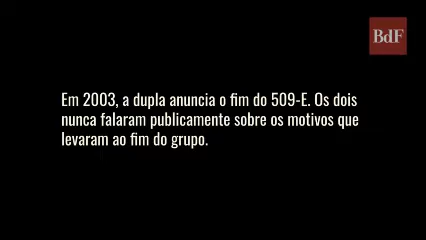 BdF
Em 2003, a dupla anuncia o fim do 509-E. Os dois
nunca falaram publicamente sobre os motivos que
levaram ao fim do grupo.